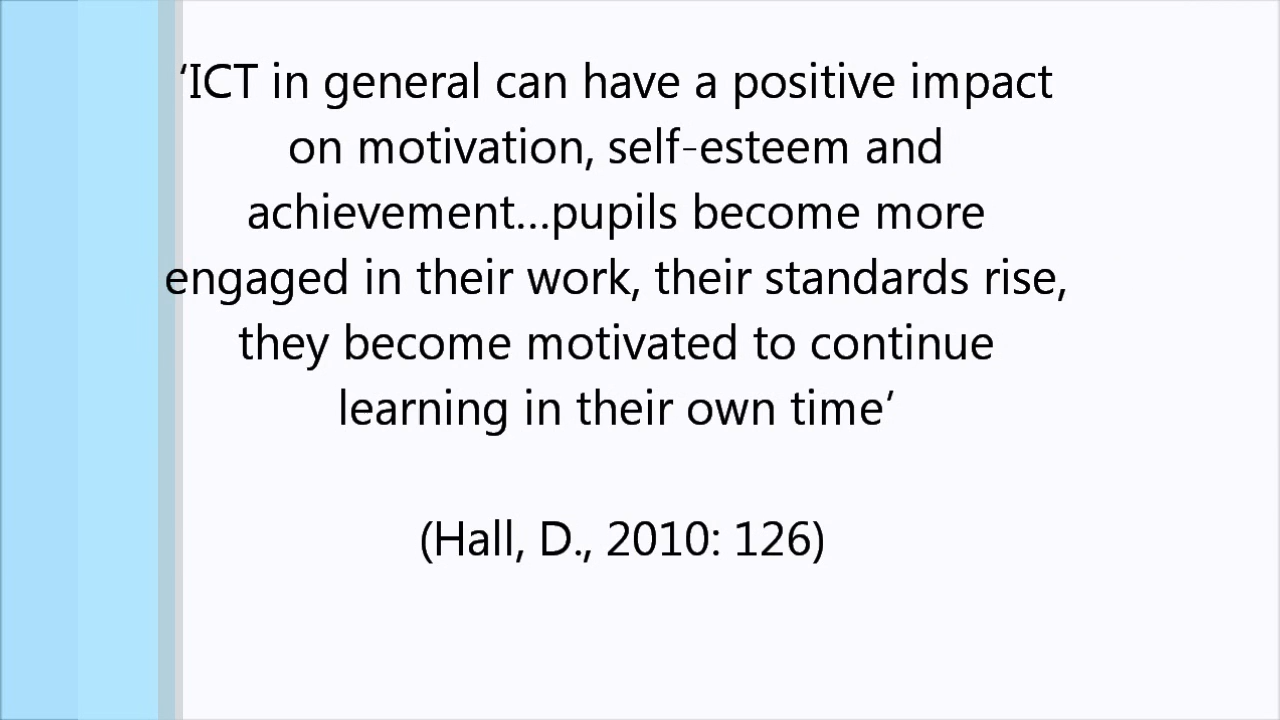 ‘ICT in general can have a positive impact
on motivation, self-esteem and
achievement…pupils become more
engaged in their work, their standards rise,
they become motivated to continue
learning in their own time’
(Hall, D., 2010: 126)